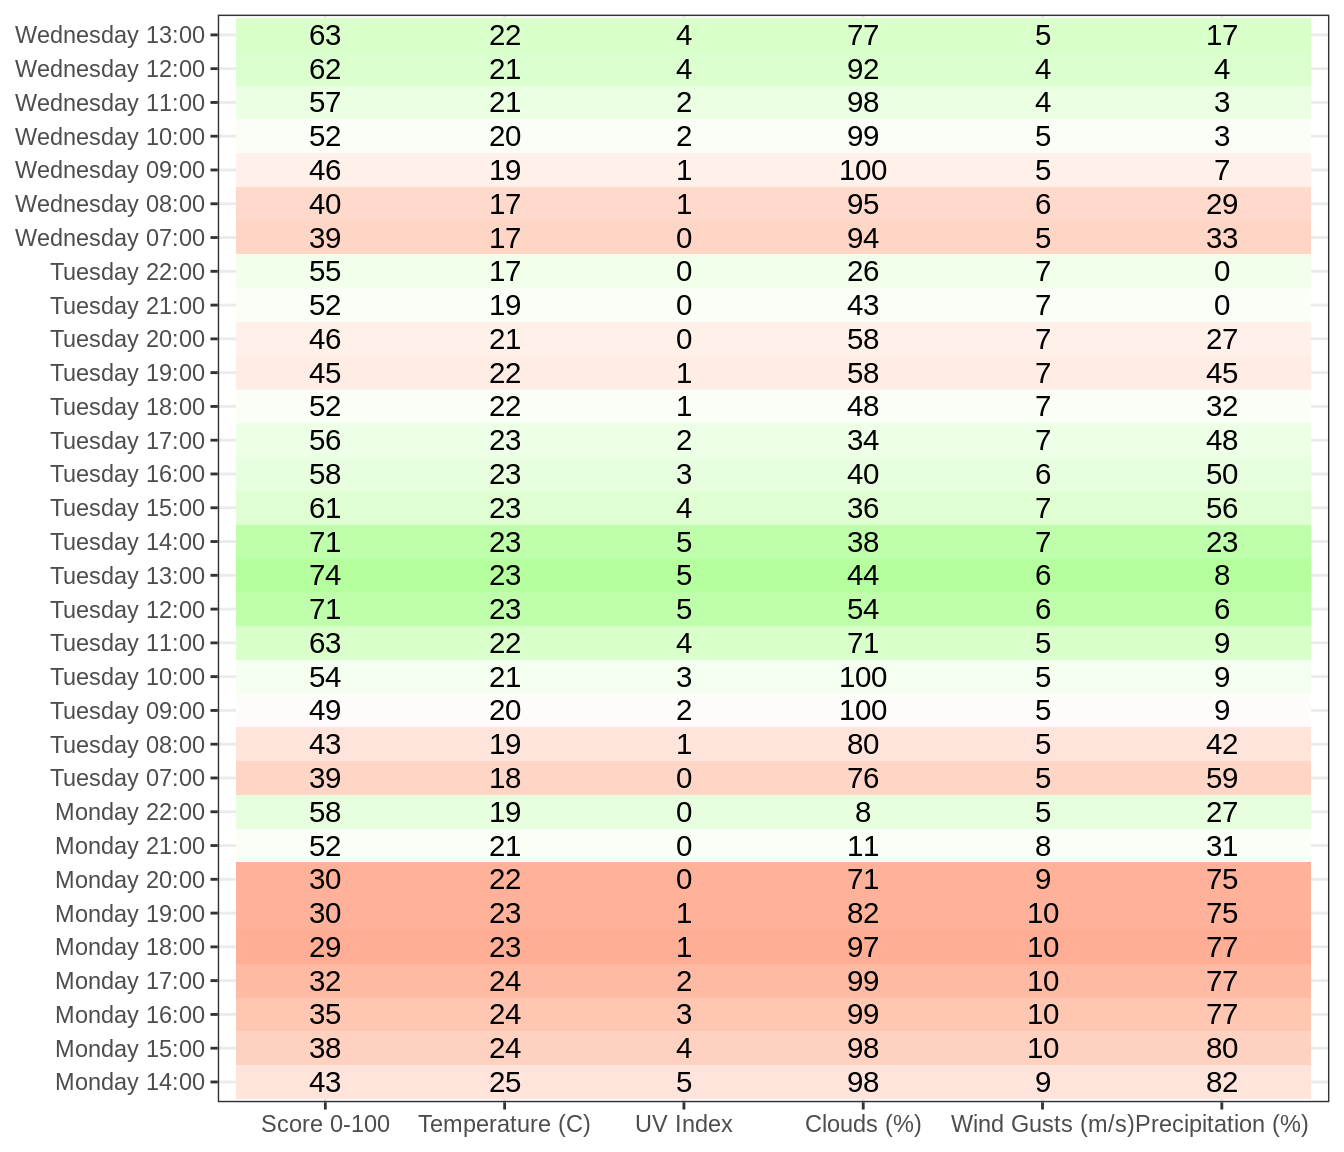 Wednesday 13:00 63 22 4 77 5 17
Wednesday 12:00 62 21 4 92 4 4
Wednesday 11:00 57 21 2 98 4 3
Wednesday 10:00 52 20 2 99 5 3
Wednesday 09:00 46 19 1 100 5 7
Wednesday 08:00 40 17 1 95 6 29
Wednesday 07:00 39 17 0 94 5 33
Tuesday 22:00 55 17 0 26 7 0
Tuesday 21:00 52 19 0 43 7 0
Tuesday 20:00 46 21 0 58 7 27
Tuesday 19:00 45 22 1 58 7 45
Tuesday 18:00 52 22 1 48 7 32
Tuesday 17:00 56 23 2 34 7 48
Tuesday 16:00 58 23 3 40 6 50
Tuesday 15:00 61 23 4 36 7 56
Tuesday 14:00 71 23 5 38 7 23
Tuesday 13:00 74 23 5 44 6 8
Tuesday 12:00 71 23 5 54 6 6
Tuesday 11:00 63 22 4 71 5 9
Tuesday 10:00 54 21 3 100 5 9
Tuesday 09:00 49 20 2 100 5 9
Tuesday 08:00 43 19 1 80 5 42
Tuesday 07:00 39 18 0 76 5 59
Monday 22:00 58 19 0 8 5 27
Monday 21:00 52 21 0 11 8 31
Monday 20:00 30 22 0 71 9 75
Monday 19:00 30 23 1 82 10 75
Monday 18:00 29 23 1 97 10 77
Monday 17:00 32 24 2 99 10 77
Monday 16:00 35 24 3 99 10 77
Monday 15:00 38 24 4 98 10 80
Monday 14:00 43 25 5 98 9 82
Score 0-100 Temperature (C) UV Index Clouds (%) Wind Gusts (m/s) Precipitation (%)